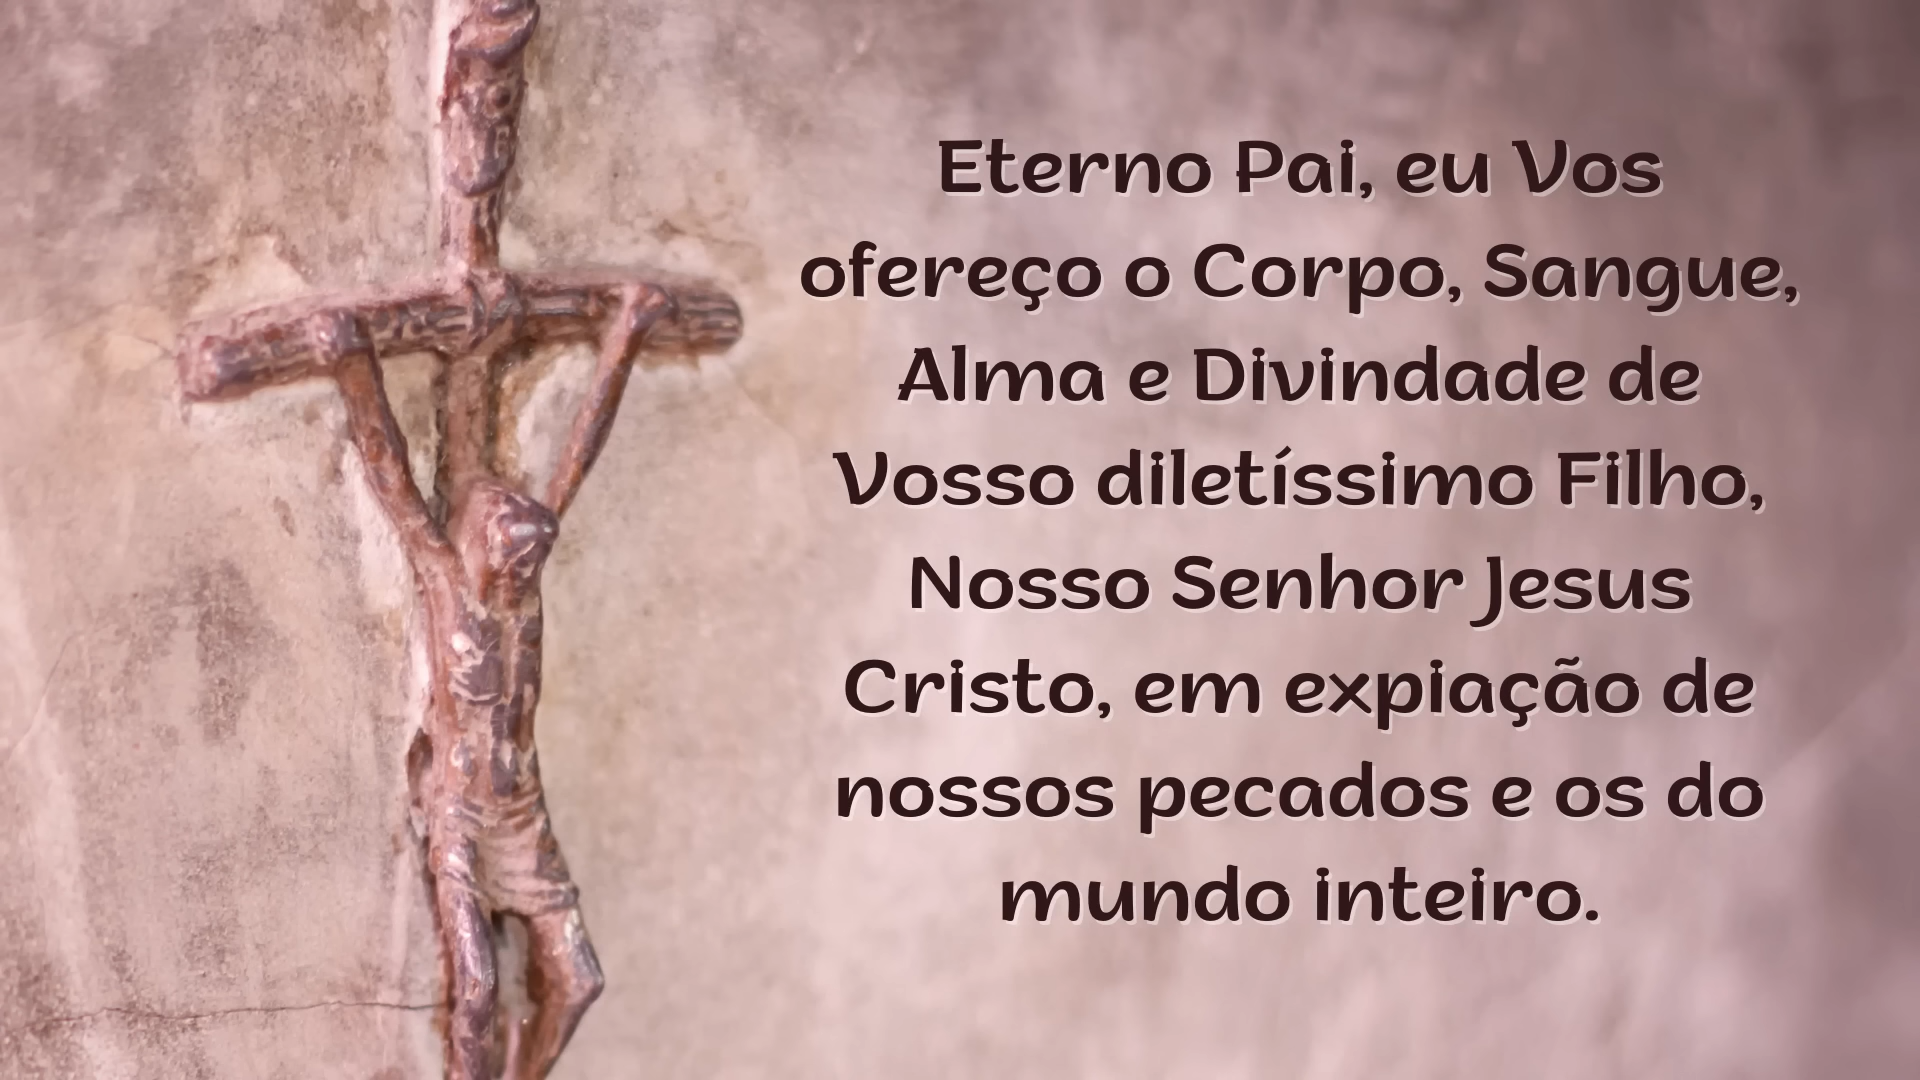 Eterno Pai, eu Vos
ofereço o Corpo, Sangue,
Alma e Divindade de
Vosso diletíssimo Filho,
Nosso Senhor Jesus
Cristo, em expiação de
nossos pecados e os do
mundo inteiro.